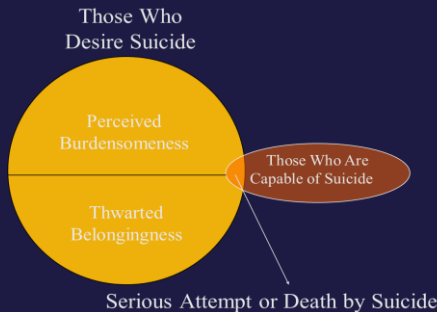 Those Who
Desire Suicide
Perceived
Burdensomeness
Thwarted
Belongingness
Those Who Are
Capable of Suicide
Serious Attempt or Death by Suicide